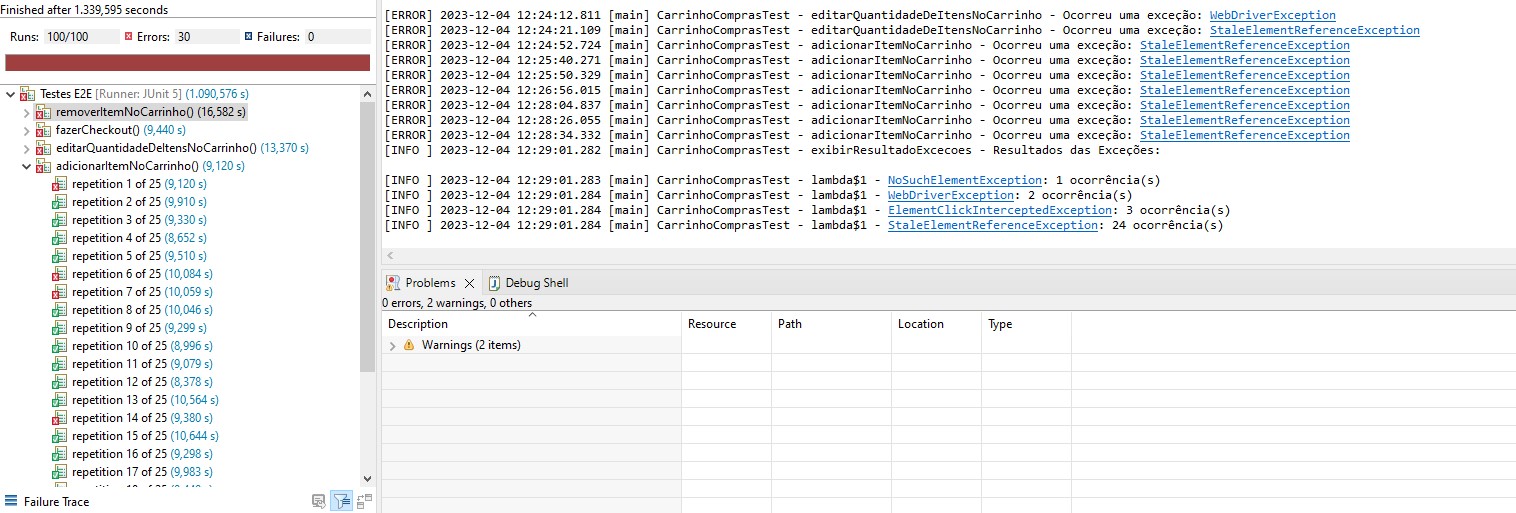 Finished after 1.339,595 seconds
Runs: 100/100 Errors: 30 Failures: 0
Testes E2E [Runner: JUnit 5] (1.090,576 s)
removerItemNoCarrinho() (16,582 s)
fazerCheckout() (9,440 s)
editarQuantidadeDeItensNoCarrinho() (13,370 s)
adicionarItemNoCarrinho() (9,120 s)
repetition 1 of 25 (9,120 s)
repetition 2 of 25 (9,910 s)
repetition 3 of 25 (9,330 s)
repetition 4 of 25 (8,652 s)
repetition 5 of 25 (9,510 s)
repetition 6 of 25 (10,084 s)
repetition 7 of 25 (10,059 s)
repetition 8 of 25 (10,046 s)
repetition 9 of 25 (9,299 s)
repetition 10 of 25 (8,996 s)
repetition 11 of 25 (9,079 s)
repetition 12 of 25 (8,378 s)
repetition 13 of 25 (10,564 s)
repetition 14 of 25 (9,380 s)
repetition 15 of 25 (10,644 s)
repetition 16 of 25 (9,298 s)
repetition 17 of 25 (9,983 s)
Failure Trace
[ERROR] 2023-12-04 12:24:12.811 [main] CarrinhoComprasTest - editarQuantidadeDeItensNoCarrinho - Ocorreu uma exceção: WebDriverException
[ERROR] 2023-12-04 12:24:21.109 [main] CarrinhoComprasTest - editarQuantidadeDeItensNoCarrinho - Ocorreu uma exceção: StaleElementReferenceException
[ERROR] 2023-12-04 12:24:52.724 [main] CarrinhoComprasTest - adicionarItemNoCarrinho - Ocorreu uma exceção: StaleElementReferenceException
[ERROR] 2023-12-04 12:25:40.271 [main] CarrinhoComprasTest - adicionarItemNoCarrinho - Ocorreu uma exceção: StaleElementReferenceException
[ERROR] 2023-12-04 12:25:50.329 [main] CarrinhoComprasTest - adicionarItemNoCarrinho - Ocorreu uma exceção: StaleElementReferenceException
[ERROR] 2023-12-04 12:26:56.015 [main] CarrinhoComprasTest - adicionarItemNoCarrinho - Ocorreu uma exceção: StaleElementReferenceException
[ERROR] 2023-12-04 12:28:04.837 [main] CarrinhoComprasTest - adicionarItemNoCarrinho - Ocorreu uma exceção: StaleElementReferenceException
[ERROR] 2023-12-04 12:28:26.055 [main] CarrinhoComprasTest - adicionarItemNoCarrinho - Ocorreu uma exceção: StaleElementReferenceException
[ERROR] 2023-12-04 12:28:34.332 [main] CarrinhoComprasTest - adicionarItemNoCarrinho - Ocorreu uma exceção: StaleElementReferenceException
[INFO ] 2023-12-04 12:29:01.282 [main] CarrinhoComprasTest - exibirResultadoExcecoes - Resultados das Exceções:
[INFO ] 2023-12-04 12:29:01.283 [main] CarrinhoComprasTest - lambda$1 - NoSuchElementException: 1 ocorrência(s)
[INFO ] 2023-12-04 12:29:01.284 [main] CarrinhoComprasTest - lambda$1 - WebDriverException: 2 ocorrência(s)
[INFO ] 2023-12-04 12:29:01.284 [main] CarrinhoComprasTest - lambda$1 - ElementClickInterceptedException: 3 ocorrência(s)
[INFO ] 2023-12-04 12:29:01.284 [main] CarrinhoComprasTest - lambda$1 - StaleElementReferenceException: 24 ocorrência(s)
Problems Debug Shell
0 errors, 2 warnings, 0 others
Description Resource Path Location Type
Warnings (2 items)